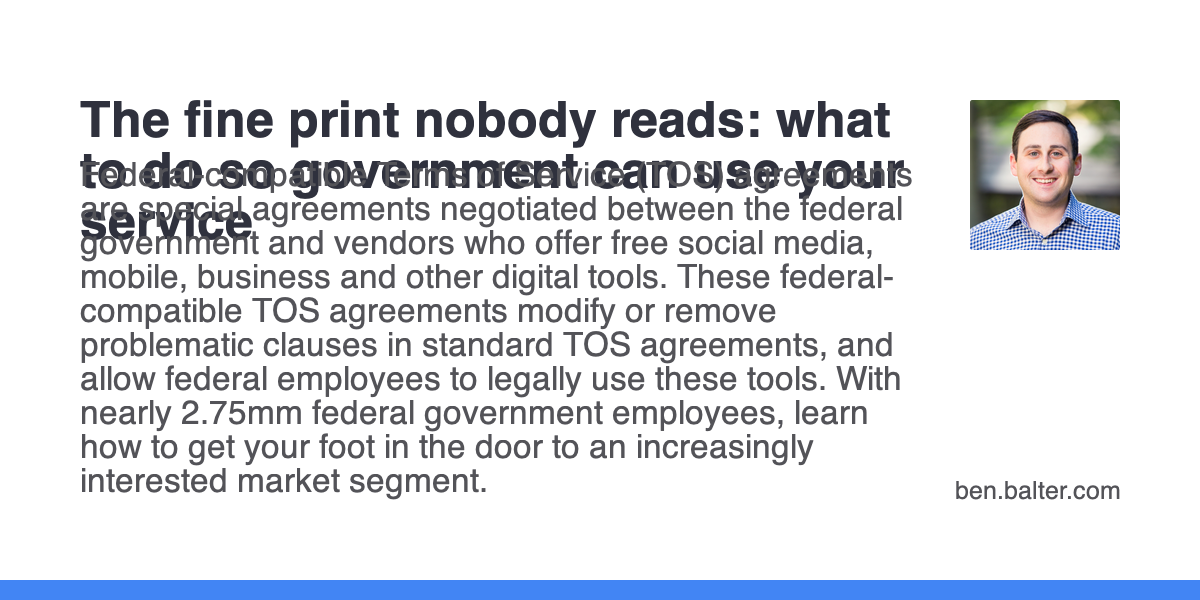 The fine print nobody reads: what
to do so government can use your
service
Federal-compatible Terms of Service (TOS) agreements
are special agreements negotiated between the federal
government and vendors who offer free social media,
mobile, business and other digital tools. These federal-
compatible TOS agreements modify or remove
problematic clauses in standard TOS agreements, and
allow federal employees to legally use these tools. With
nearly 2.75mm federal government employees, learn
how to get your foot in the door to an increasingly
interested market segment.
ben.balter.com